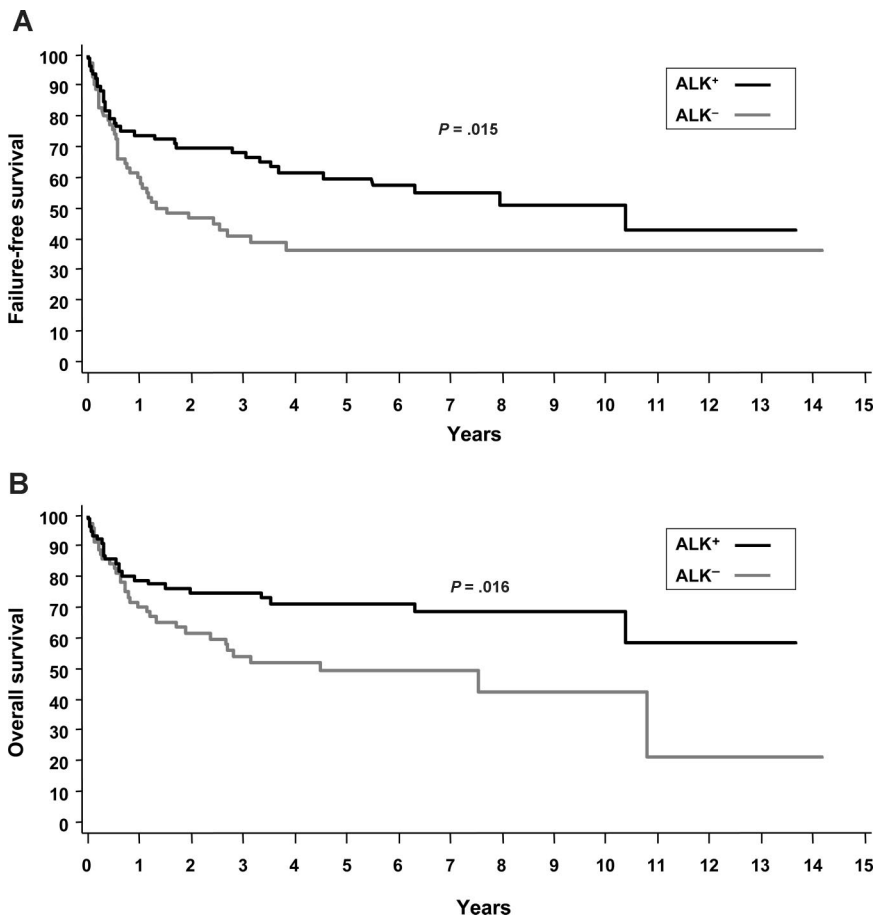 A
Failure-free survival
100
90
80
70
60
50
40
30
20
10
0
ALK⁺
ALK⁻
P = .015
0 1 2 3 4 5 6 7 8 9 10 11 12 13 14 15
Years
B
Overall survival
100
90
80
70
60
50
40
30
20
10
0
ALK⁺
ALK⁻
P = .016
0 1 2 3 4 5 6 7 8 9 10 11 12 13 14 15
Years